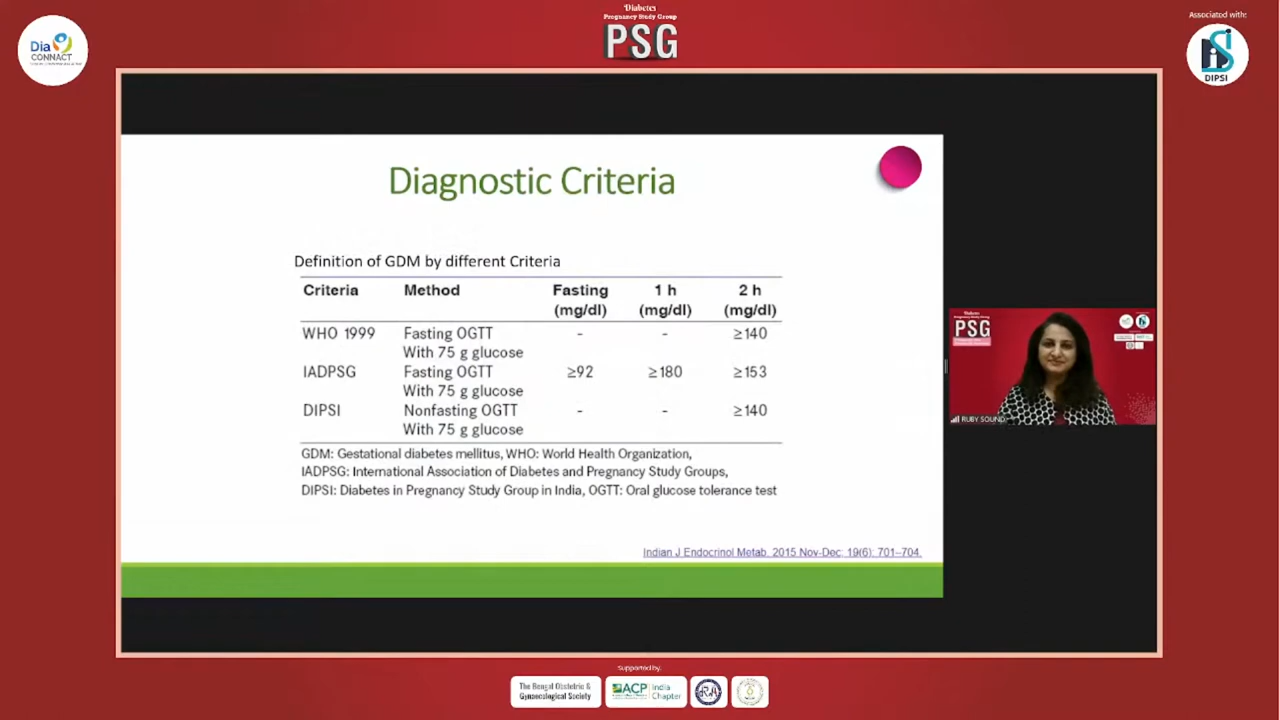 Diabetes
Pregnancy Study Group
PSG
Associated with:
Dia
CONNACT
DIPSI
Diagnostic Criteria
Definition of GDM by different Criteria
Criteria Method Fasting (mg/dl) 1 h (mg/dl) 2 h (mg/dl)
WHO 1999 Fasting OGTT - - ≥140
With 75 g glucose
IADPSG Fasting OGTT ≥92 ≥180 ≥153
With 75 g glucose
DIPSI Nonfasting OGTT - - ≥140
With 75 g glucose
GDM: Gestational diabetes mellitus, WHO: World Health Organization,
IADPSG: International Association of Diabetes and Pregnancy Study Groups,
DIPSI: Diabetes in Pregnancy Study Group in India, OGTT: Oral glucose tolerance test
Indian J Endocrinol Metab. 2015 Nov-Dec; 19(6): 701–704.
PSG
RUBY SOUND
Supported by:
The Bengal Obstetric &
Gynaecological Society
ACP India
Chapter